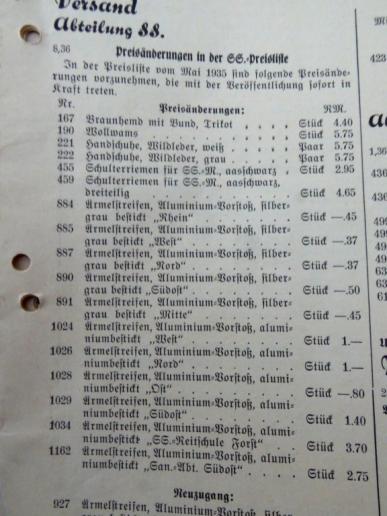 Versand
Abteilung SS.
8,36 Preisänderungen in der SS.-Preisliste
In der Preisliste vom Mai 1935 sind folgende Preisände-
rungen vorzunehmen, die mit der Veröffentlichung sofort in
Kraft treten.
Nr. Preisänderungen: RM.
167 Braunhemd mit Bund, Trikot . . . . Stück 4.40
190 Wollwams . . . . . . . . Stück 5.75
221 Handschuhe, Wildleder, weiß . . . . Paar 5.75
222 Handschuhe, Wildleder, grau . . . . Paar 5.75
455 Schulterriemen für SS.-M., aasschwarz . Stück 2.95
459 Schulterriemen für SS.-M., aasschwarz,
dreiteilig . . . . . . . . Stück 4.65
884 Ärmelstreifen, Aluminium-Vorstoß, silber-
grau bestickt „Rhein“ . . . . . Stück —.45
885 Ärmelstreifen, Aluminium-Vorstoß, silber-
grau bestickt „West“ . . . . . Stück —.37
887 Ärmelstreifen, Aluminium-Vorstoß, silber-
grau bestickt „Nord“ . . . . . Stück —.37
890 Ärmelstreifen, Aluminium-Vorstoß, silber-
grau bestickt „Südost“ . . . . . Stück —.50
891 Ärmelstreifen, Aluminium-Vorstoß, silber-
grau bestickt „Mitte“ . . . . . Stück —.45
1024 Ärmelstreifen, Aluminium-Vorstoß, alumi-
niumbestickt „West“ . . . . . Stück 1.—
1026 Ärmelstreifen, Aluminium-Vorstoß, alumi-
niumbestickt „Nord“ . . . . . Stück 1.—
1028 Ärmelstreifen, Aluminium-Vorstoß, alumi-
niumbestickt „Ost“ . . . . . Stück —.80
1029 Ärmelstreifen, Aluminium-Vorstoß, alumi-
niumbestickt „Südost“ . . . . . Stück 1.40
1034 Ärmelstreifen, Aluminium-Vorstoß, alumi-
niumbestickt „SS.-Reitschule Forst“ . . Stück 3.70
1162 Ärmelstreifen, Aluminium-Vorstoß, alumi-
niumbestickt „San.-Abt. Südost“ . . . Stück 2.75
Neuzugang:
927 Ärmelstreifen, Aluminium-Vorstoß, silber-